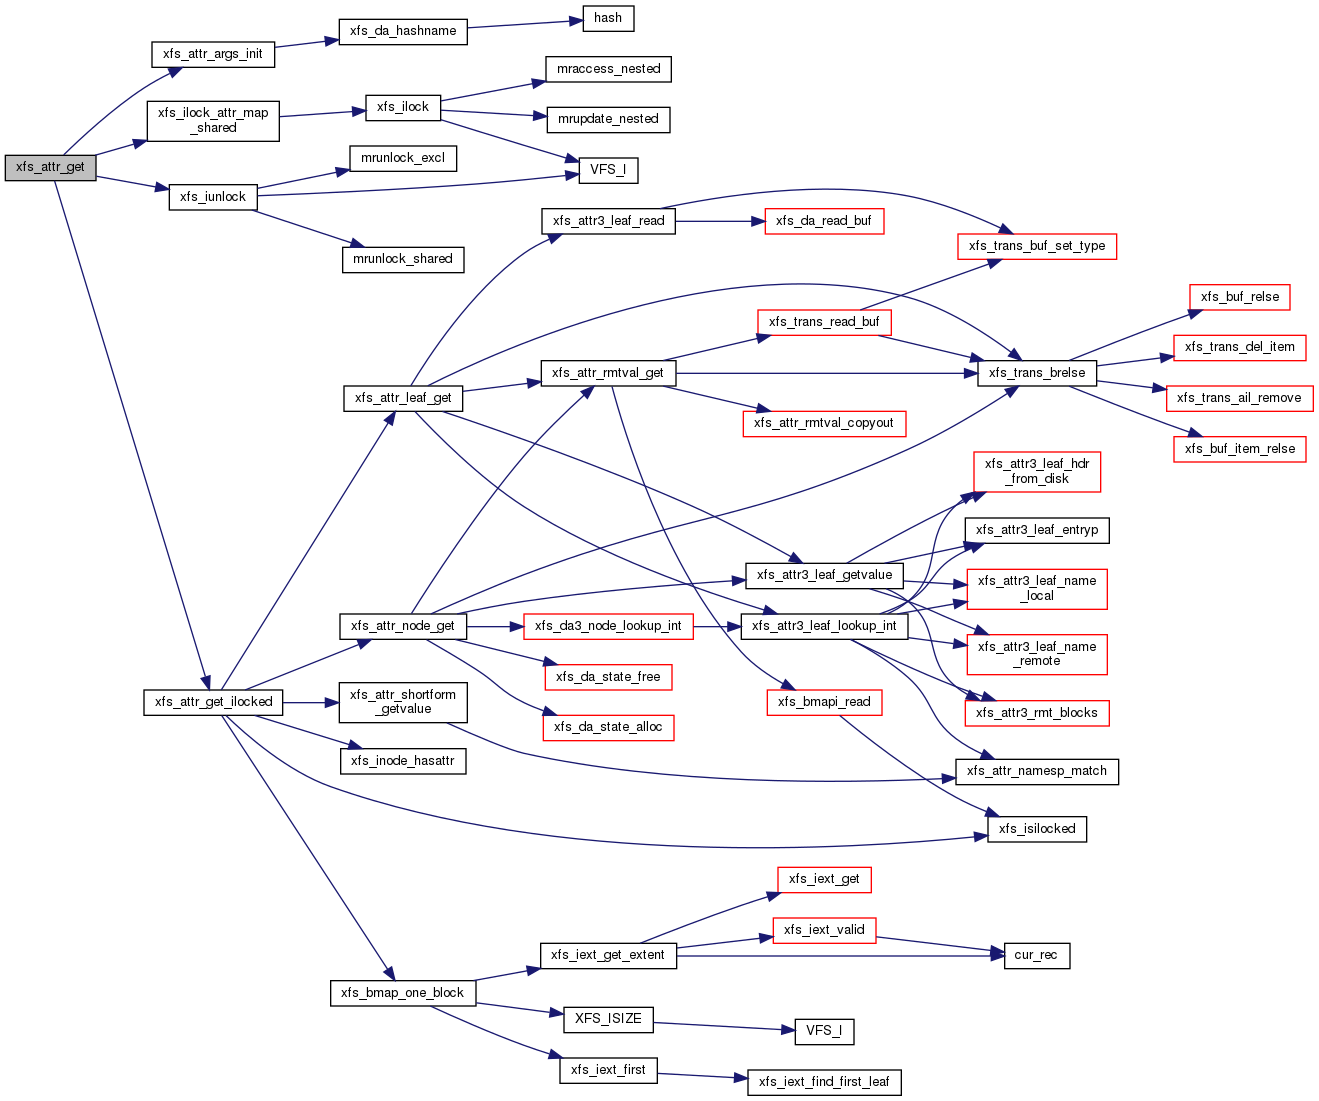 hash
xfs_da_hashname
xfs_attr_args_init
mraccess_nested
xfs_ilock_attr_map
_shared
xfs_ilock
mrupdate_nested
mrunlock_excl
xfs_attr_get
VFS_I
xfs_iunlock
xfs_attr3_leaf_read
xfs_da_read_buf
mrunlock_shared
xfs_trans_buf_set_type
xfs_buf_relse
xfs_trans_read_buf
xfs_trans_del_item
xfs_attr_rmtval_get
xfs_trans_brelse
xfs_attr_leaf_get
xfs_trans_ail_remove
xfs_attr_rmtval_copyout
xfs_buf_item_relse
xfs_attr3_leaf_hdr
_from_disk
xfs_attr3_leaf_entryp
xfs_attr3_leaf_getvalue
xfs_attr3_leaf_name
_local
xfs_attr_node_get
xfs_da3_node_lookup_int
xfs_attr3_leaf_lookup_int
xfs_attr3_leaf_name
_remote
xfs_da_state_free
xfs_attr_get_ilocked
xfs_attr_shortform
_getvalue
xfs_bmapi_read
xfs_attr3_rmt_blocks
xfs_da_state_alloc
xfs_inode_hasattr
xfs_attr_namesp_match
xfs_isilocked
xfs_iext_get
xfs_iext_valid
xfs_iext_get_extent
cur_rec
xfs_bmap_one_block
XFS_ISIZE
VFS_I
xfs_iext_first
xfs_iext_find_first_leaf